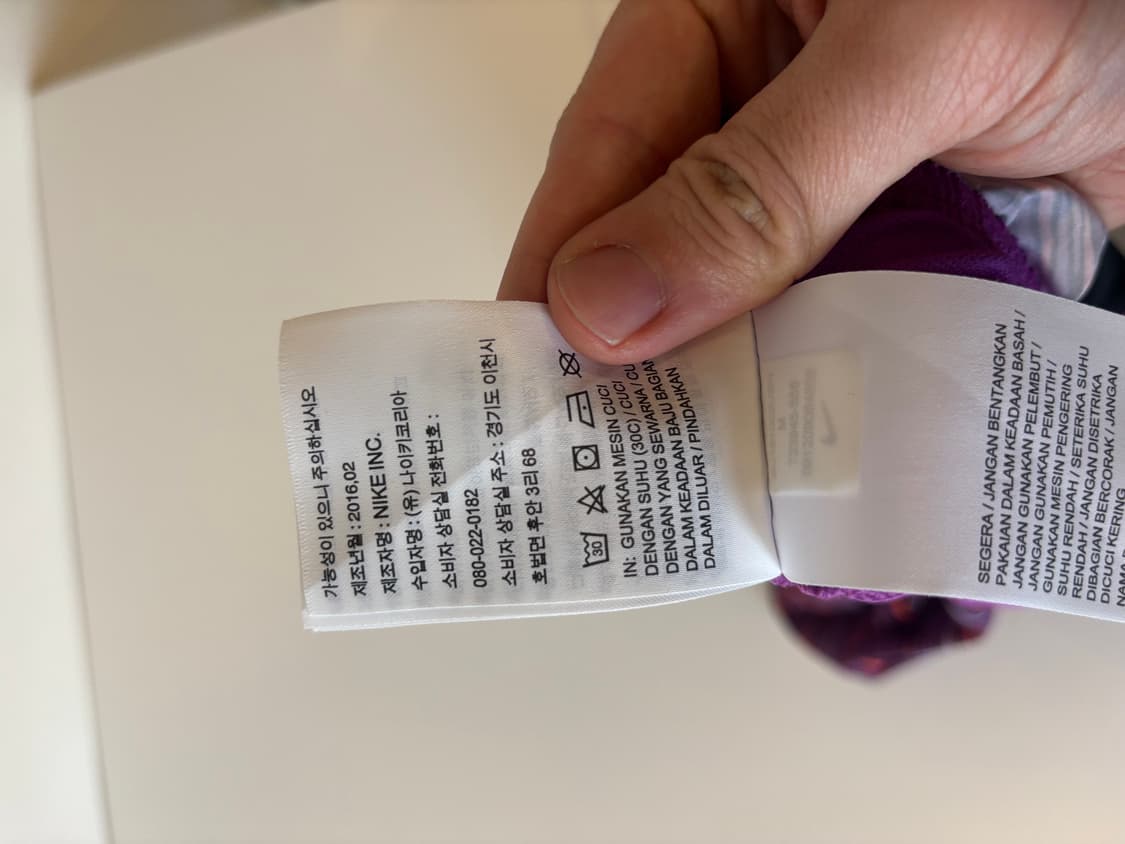 가능성이 있으니 주의하십시오
제조년월 : 2016.02
제조자명 : NIKE INC.
수입자명 : (유) 나이키코리아
소비자 상담실 전화번호 :
080-022-0182
소비자 상담실 주소 : 경기도 이천시
호법면 후안 3리 68
30
IN: GUNAKAN MESIN CUCI
DENGAN SUHU (30C) / CUCI
DENGAN YANG SEWARNA / CU
DALAM KEADAAN BAJU BAGIAN
DALAM DILUAR / PINDAHKAN
SEGERA / JANGAN BENTANGKAN
PAKAIAN DALAM KEADAAN BASAH /
JANGAN GUNAKAN PELEMBUT /
JANGAN GUNAKAN PEMUTIH /
GUNAKAN MESIN PENGERING
SUHU RENDAH / SETERIKA SUHU
RENDAH / JANGAN DISETRIKA
DIBAGIAN BERCORAK / JANGAN
DICUCI KERING
NAMA